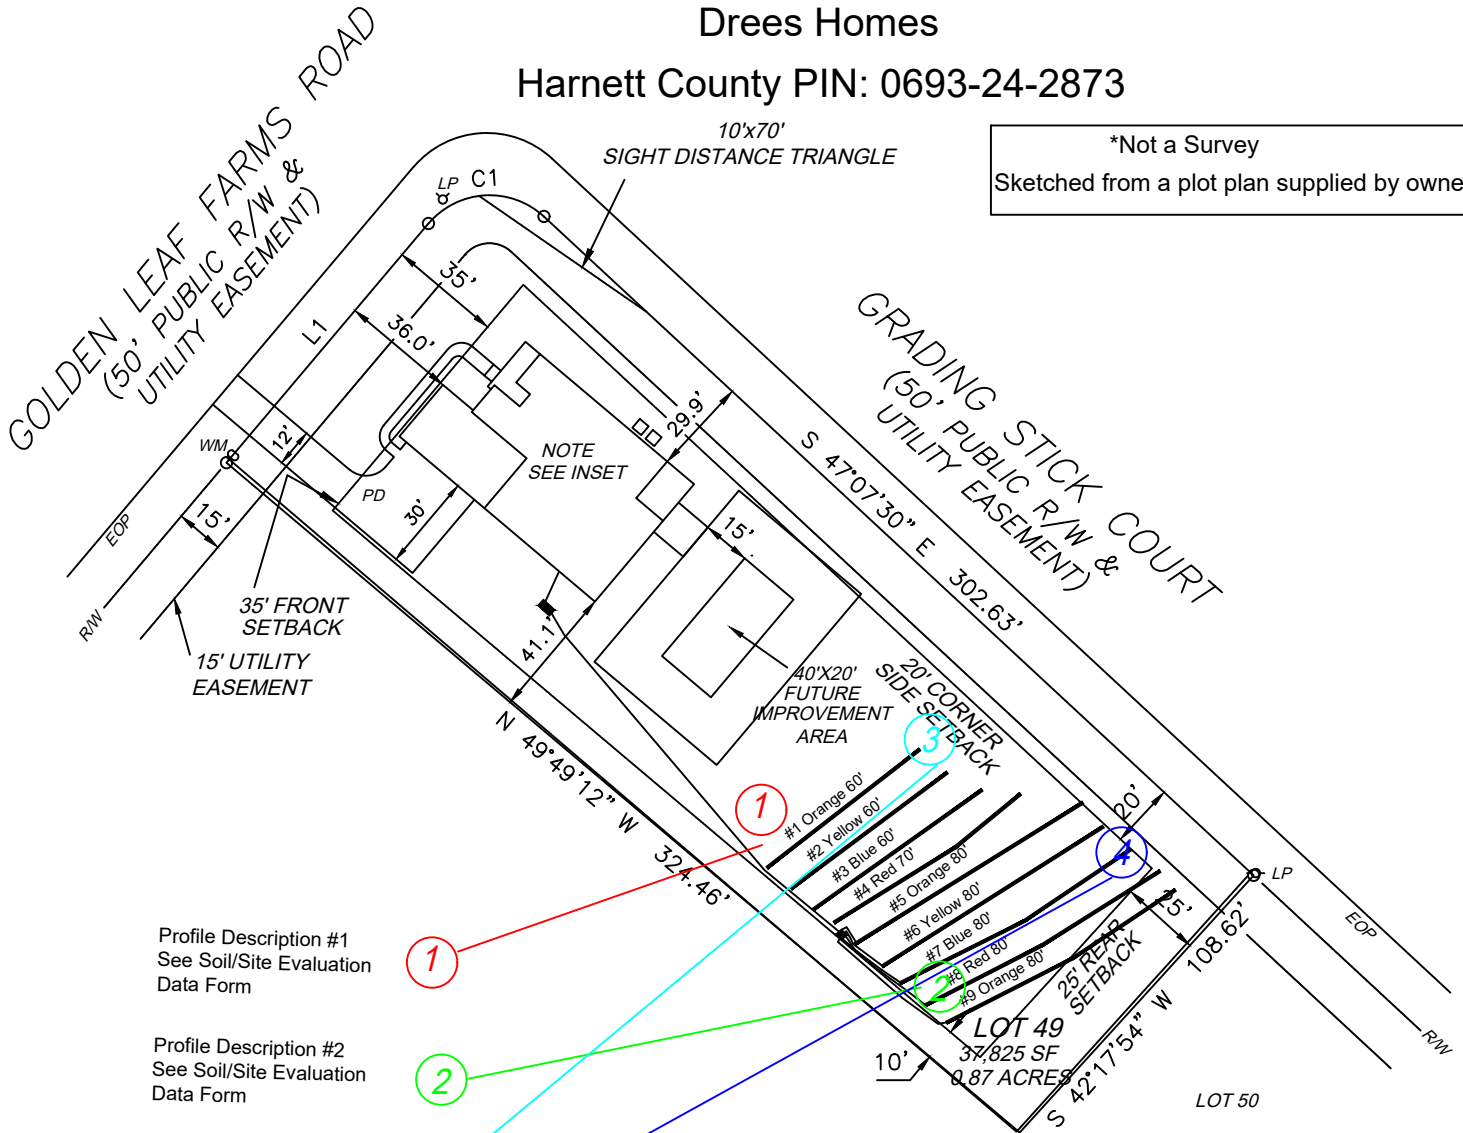 Drees Homes
Harnett County PIN: 0693-24-2873
*Not a Survey
Sketched from a plot plan supplied by owne
10'x70'
SIGHT DISTANCE TRIANGLE
GOLDEN LEAF FARMS ROAD
(50' PUBLIC R/W &
UTILITY EASEMENT)
LP
C1
L1
35'
36.0'
GRADING STICK COURT
(50' PUBLIC R/W &
UTILITY EASEMENT)
29.9'
S 47°07'30" E 302.63'
NOTE
SEE INSET
WM
12'
PD
30'
15'
15'
EOP
R/W
35' FRONT
SETBACK
15' UTILITY
EASEMENT
41.1'
40'X20'
FUTURE
IMPROVEMENT
AREA
20' CORNER
SIDE SETBACK
N 49°49'12" W 324.46'
3
1
#1 Orange 60'
#2 Yellow 60'
#3 Blue 60'
#4 Red 70'
#5 Orange 80'
#6 Yellow 80'
#7 Blue 80'
#8 Red 80'
#9 Orange 80'
20'
4
LP
25'
25' REAR
SETBACK
108.62'
S 42°17'54" W
EOP
R/W
2
LOT 49
37,825 SF
0.87 ACRES
10'
LOT 50
Profile Description #1
See Soil/Site Evaluation
Data Form
1
Profile Description #2
See Soil/Site Evaluation
Data Form
2